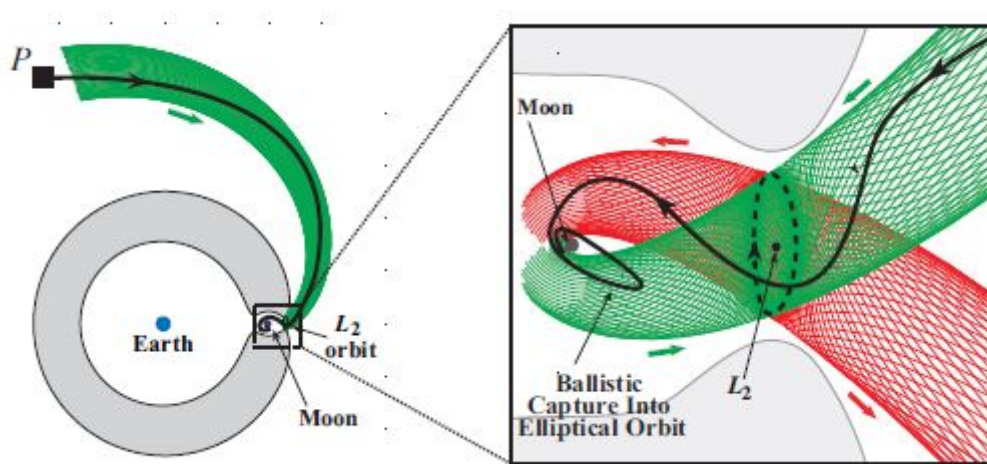 P
Earth
L2
orbit
Moon
Moon
L2
Ballistic
Capture Into
Elliptical Orbit